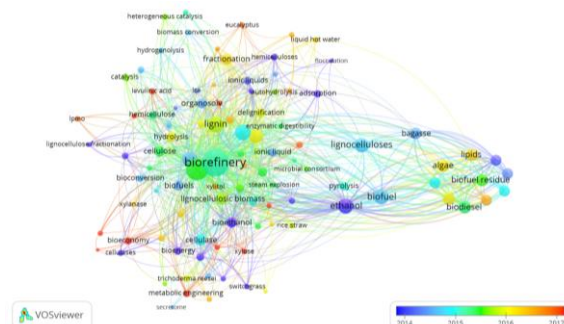 heterogeneous catalysis
biomass conversion
eucalyptus
liquid hot water
hydrogenolysis
fractionation
hemicelluloses
flocculation
catalysis
ionic liquids
levulinic acid
autohydrolysis
adsorption
organosolv
hemicellulose
lignin
delignification
enzymatic digestibility
bagasse
hydrolysis
lignocelluloses
lignocellulose fractionation
cellulose
ionic liquid
lipids
biorefinery
microbial consortium
algae
biofuel residue
bioconversion
biofuels
xylitol
steam explosion
pyrolysis
biofuel
xylanase
lignocellulosic biomass
ethanol
biodiesel
bioethanol
rice straw
bioeconomy
cellulase
cellulases
bioenergy
xylose
trichoderma reesei
switchgrass
metabolic engineering
secretome
VOSviewer
2014
2015
2016
2017